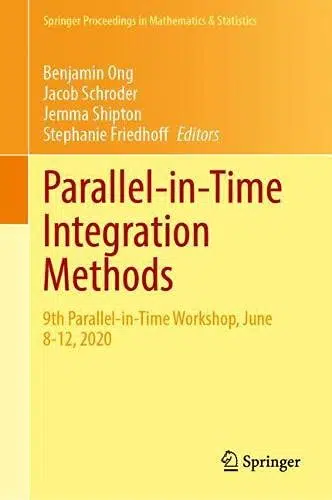 Springer Proceedings in Mathematics & Statistics
Benjamin Ong
Jacob Schroder
Jemma Shipton
Stephanie Friedhoff Editors
Parallel-in-Time
Integration
Methods
9th Parallel-in-Time Workshop, June
8-12, 2020
Springer